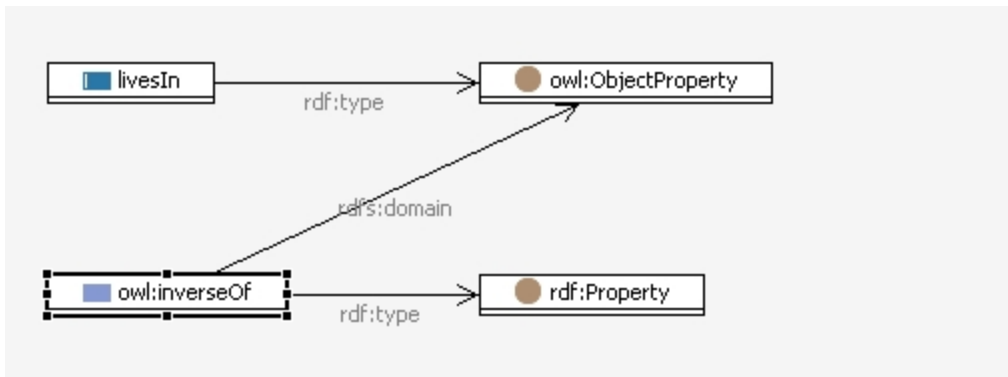 livesIn
owl:ObjectProperty
rdf:type
rdfs:domain
owl:inverseOf
rdf:Property
rdf:type